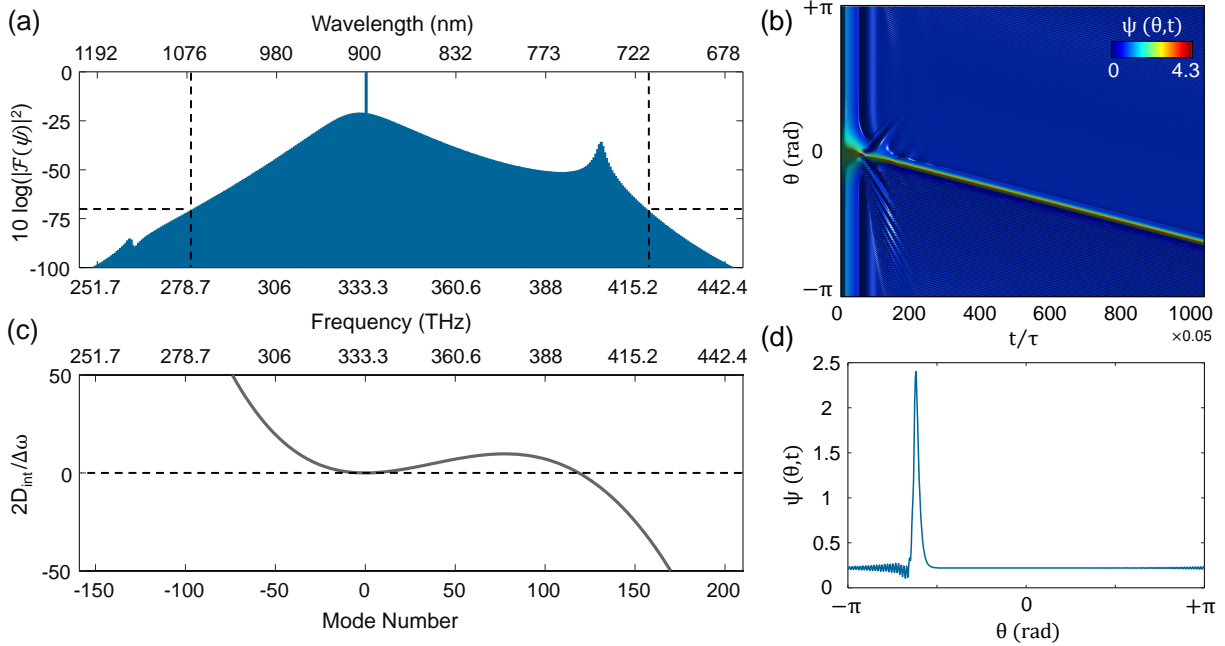 (a)
Wavelength (nm)
1192 1076 980 900 832 773 722 678
10 log(|ℱ(ψ)|²)
0
-25
-50
-75
-100
251.7 278.7 306 333.3 360.6 388 415.2 442.4
Frequency (THz)
(b)
ψ (θ,t)
0 4.3
θ (rad)
+π
0
−π
0 200 400 600 800 1000
t/τ
×0.05
(c)
251.7 278.7 306 333.3 360.6 388 415.2 442.4
2D_int/Δω
50
0
-50
-150 -100 -50 0 50 100 150 200
Mode Number
(d)
ψ (θ,t)
2.5
2
1.5
1
0.5
0
−π 0 +π
θ (rad)